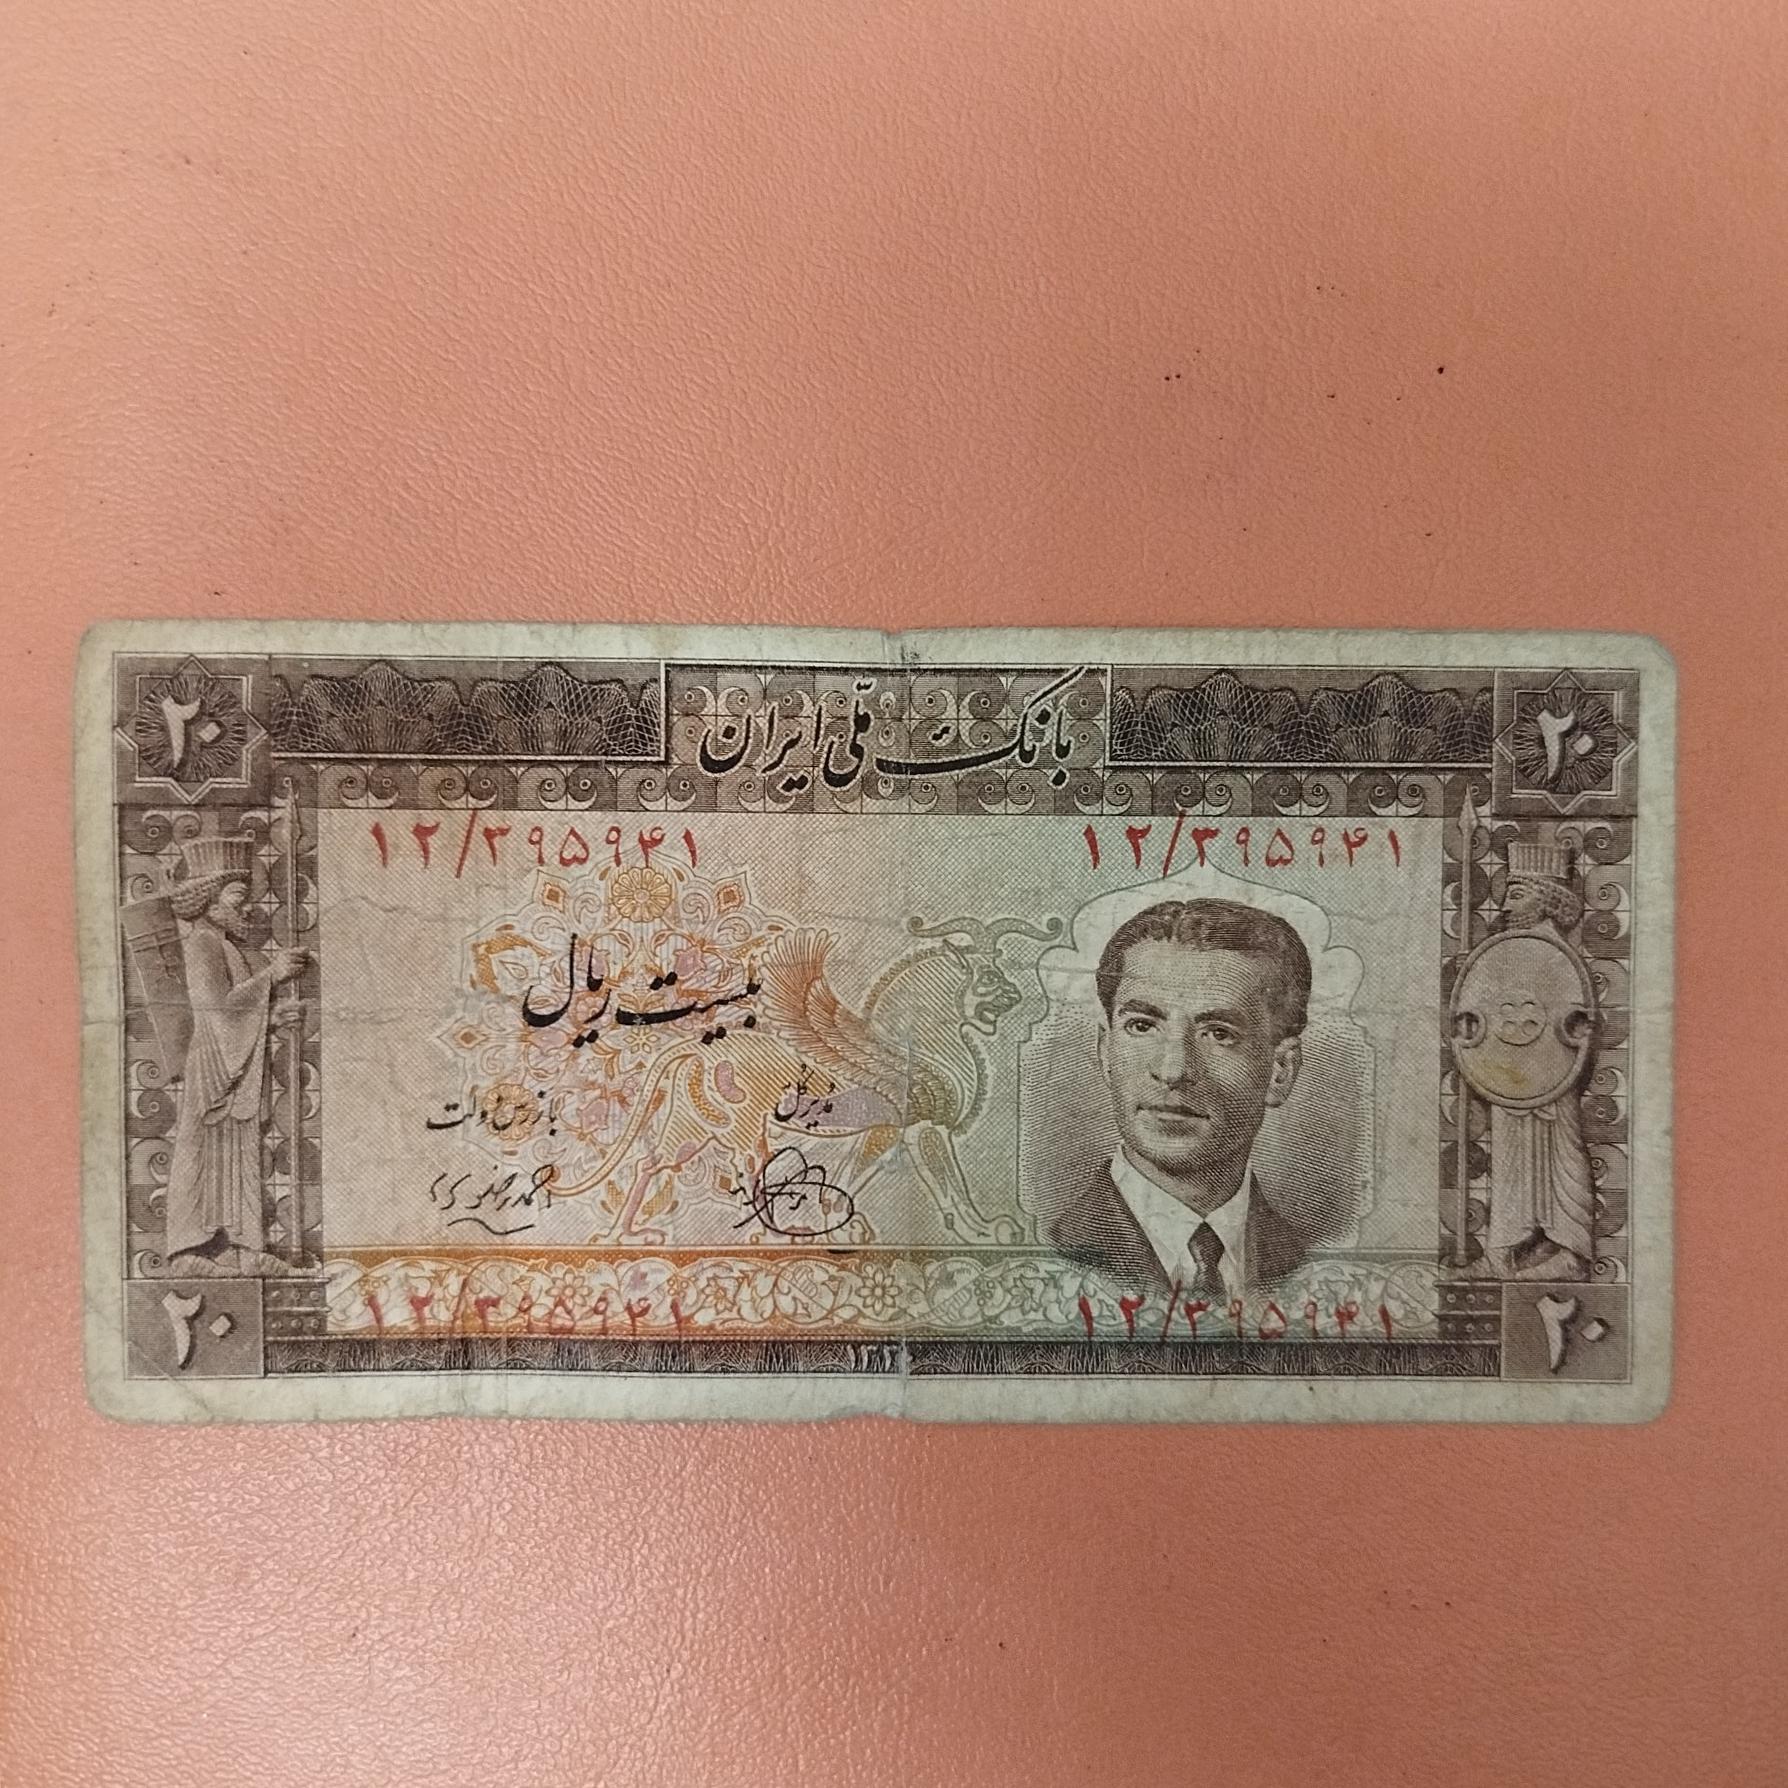 ۲۰ بانک ملّی ایران ۲۰
۱۲/۳۹۵۹۴۱ ۱۲/۳۹۵۹۴۱
بیست ریال
مدیر کل بازرس دولت
۱۲/۳۹۵۹۴۱ ۱۲/۳۹۵۹۴۱
۲۰ ۲۰